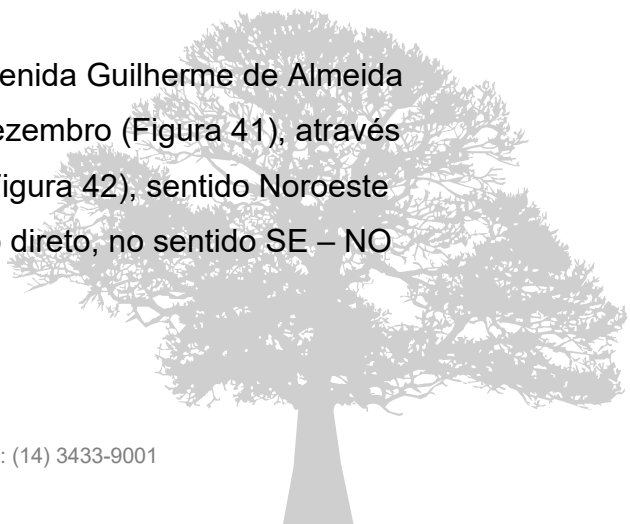 enida Guilherme de Almeida
ezembro (Figura 41), através
igura 42), sentido Noroeste
direto, no sentido SE – NO
: (14) 3433-9001